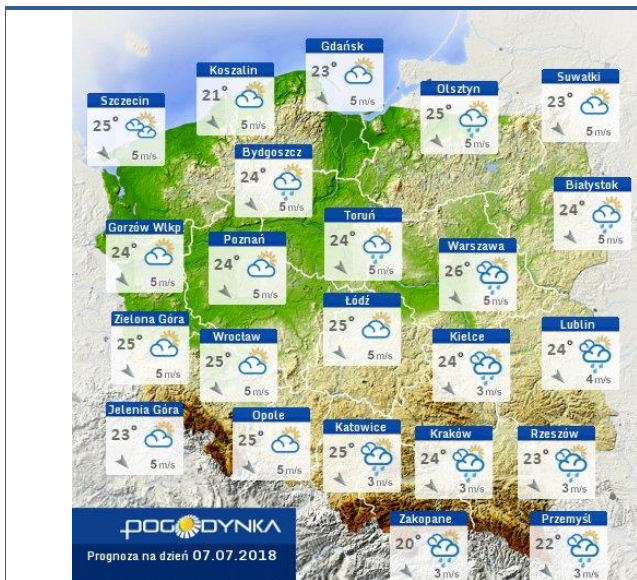 Gdańsk
23°
5 m/s
Koszalin
21°
5 m/s
Suwałki
23°
5 m/s
Olsztyn
25°
5 m/s
Szczecin
25°
5 m/s
Bydgoszcz
24°
5 m/s
Białystok
24°
5 m/s
Toruń
24°
5 m/s
Gorzów Wlkp
24°
5 m/s
Poznań
24°
5 m/s
Warszawa
26°
5 m/s
Łódź
25°
5 m/s
Zielona Góra
25°
5 m/s
Wrocław
25°
5 m/s
Kielce
24°
3 m/s
Lublin
24°
4 m/s
Jelenia Góra
23°
5 m/s
Opole
25°
5 m/s
Katowice
25°
3 m/s
Kraków
24°
3 m/s
Rzeszów
23°
3 m/s
Zakopane
20°
3 m/s
Przemyśl
22°
3 m/s
POGODYNKA
Prognoza na dzień 07.07.2018